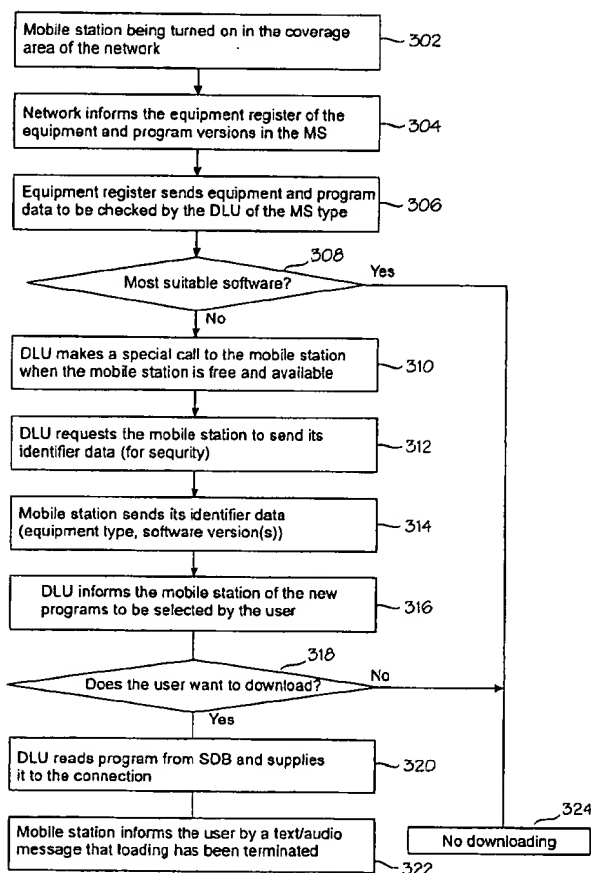 Mobile station being turned on in the coverage
area of the network
302
Network informs the equipment register of the
equipment and program versions in the MS
304
Equipment register sends equipment and program
data to be checked by the DLU of the MS type
306
308
Most suitable software?
Yes
No
DLU makes a special call to the mobile station
when the mobile station is free and available
310
DLU requests the mobile station to send its
identifier data (for sequrity)
312
Mobile station sends its identifier data
(equipment type, software version(s))
314
DLU informs the mobile station of the new
programs to be selected by the user
316
318
Does the user want to download?
No
Yes
DLU reads program from SDB and supplies
it to the connection
320
324
No downloading
Mobile station informs the user by a text/audio
message that loading has been terminated
322